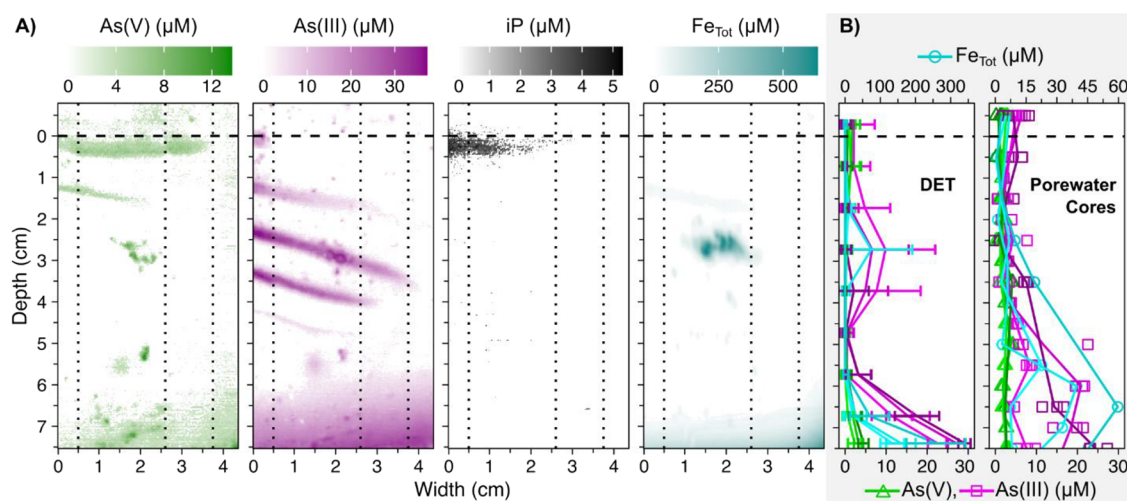 A)
As(V) (µM)
As(III) (µM)
iP (µM)
Fe_Tot (µM)
B)
Fe_Tot (µM)
0 4 8 12
0 10 20 30
0 1 2 3 4 5
0 250 500
0 100 200 300
0 15 30 45 60
0
1
2
3
4
5
6
7
Depth (cm)
DET
Porewater
Cores
0 1 2 3 4
0 1 2 3 4
0 1 2 3 4
0 1 2 3 4
0 10 20 30
0 10 20 30
Width (cm)
As(V), As(III) (µM)